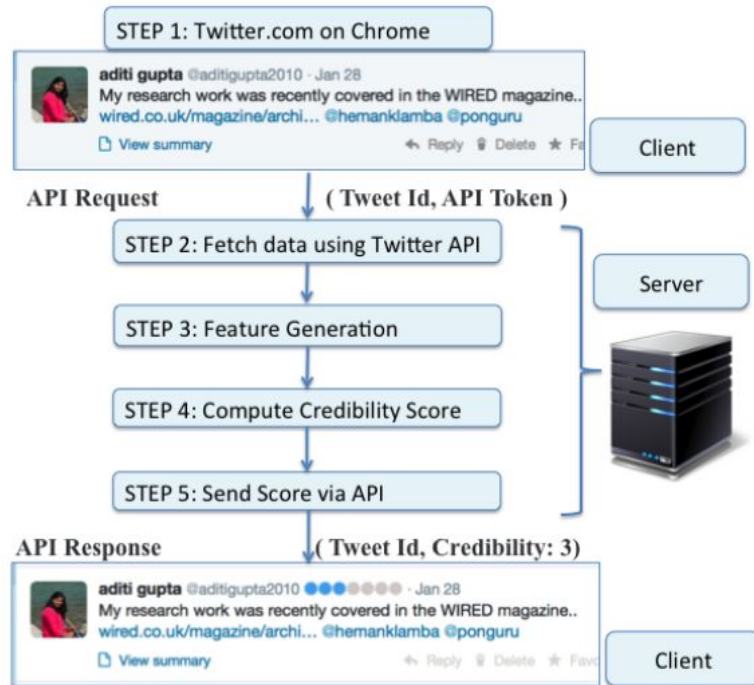 STEP 1: Twitter.com on Chrome
aditi gupta @aditigupta2010 · Jan 28
My research work was recently covered in the WIRED magazine..
wired.co.uk/magazine/archi... @hemanklamba @ponguru
View summary Reply Delete Fa
Client
API Request ( Tweet Id, API Token )
STEP 2: Fetch data using Twitter API
Server
STEP 3: Feature Generation
STEP 4: Compute Credibility Score
STEP 5: Send Score via API
API Response ( Tweet Id, Credibility: 3)
aditi gupta @aditigupta2010 · Jan 28
My research work was recently covered in the WIRED magazine..
wired.co.uk/magazine/archi... @hemanklamba @ponguru
View summary Reply Delete Favo
Client